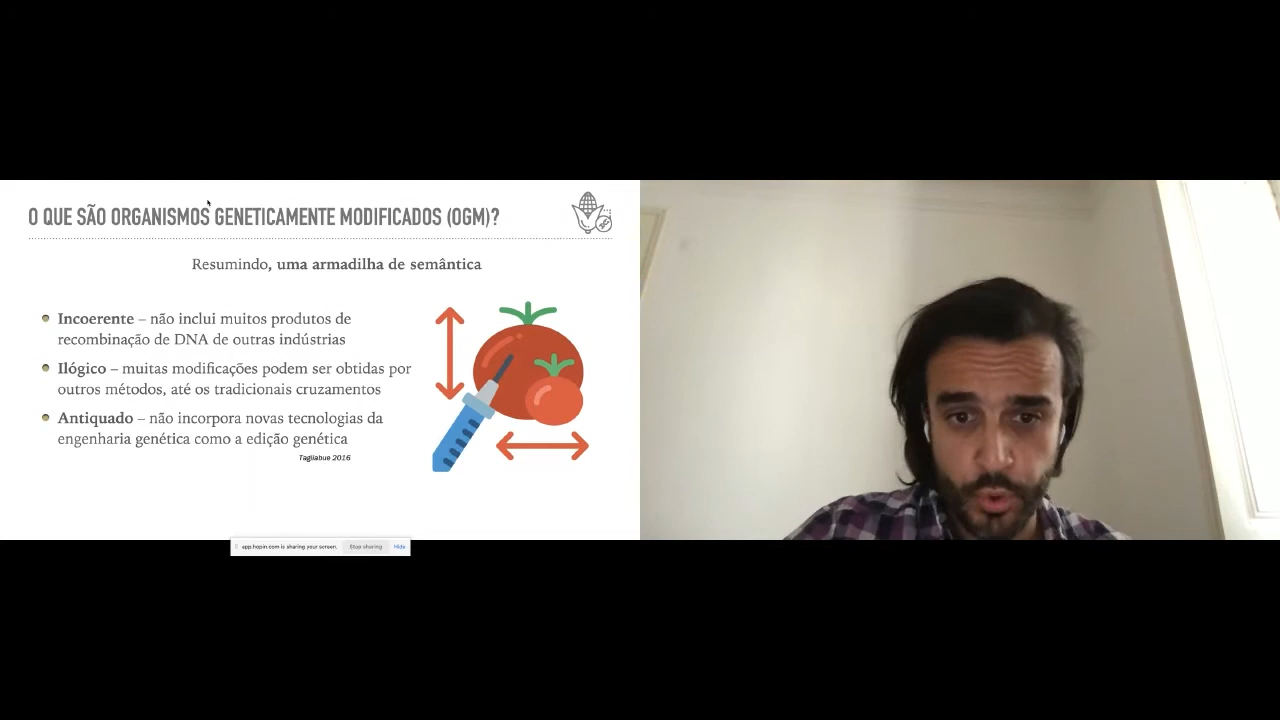 O QUE SÃO ORGANISMOS GENETICAMENTE MODIFICADOS (OGM)?
Resumindo, uma armadilha de semântica
Incoerente – não inclui muitos produtos de
recombinação de DNA de outras indústrias
Ilógico – muitas modificações podem ser obtidas por
outros métodos, até os tradicionais cruzamentos
Antiquado – não incorpora novas tecnologias da
engenharia genética como a edição genética
Tagliabue 2016
app.hopin.com is sharing your screen. Stop sharing Hide